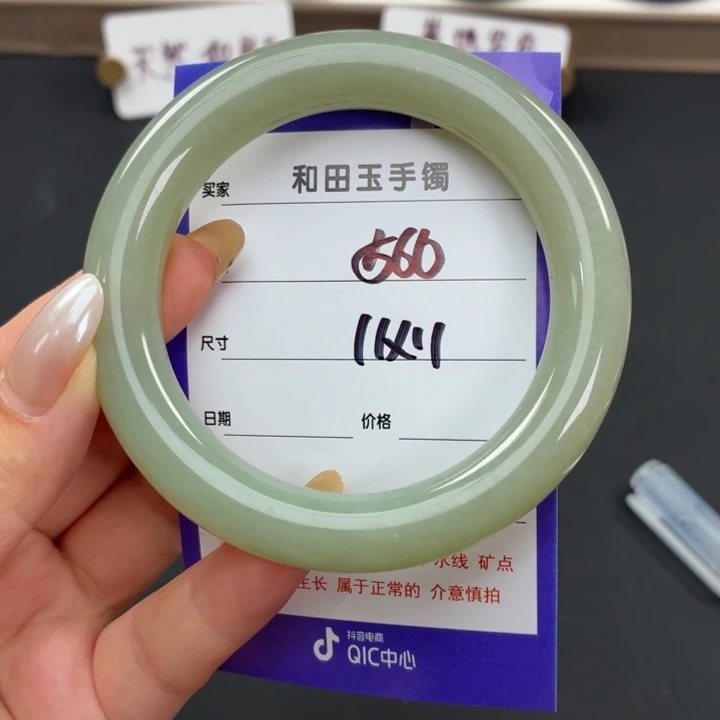 和田玉手镯
买家
660
尺寸
11X11
日期 价格
水线 矿点
生长 属于正常的 介意慎拍
抖音电商
QIC中心